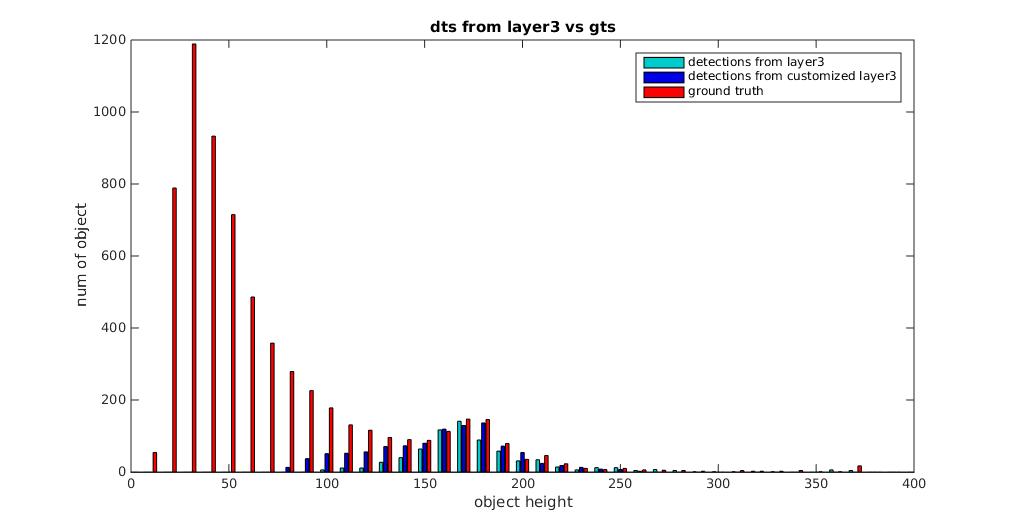 dts from layer3 vs gts
1200
1000
800
600
400
200
0
num of object
detections from layer3
detections from customized layer3
ground truth
0 50 100 150 200 250 300 350 400
object height